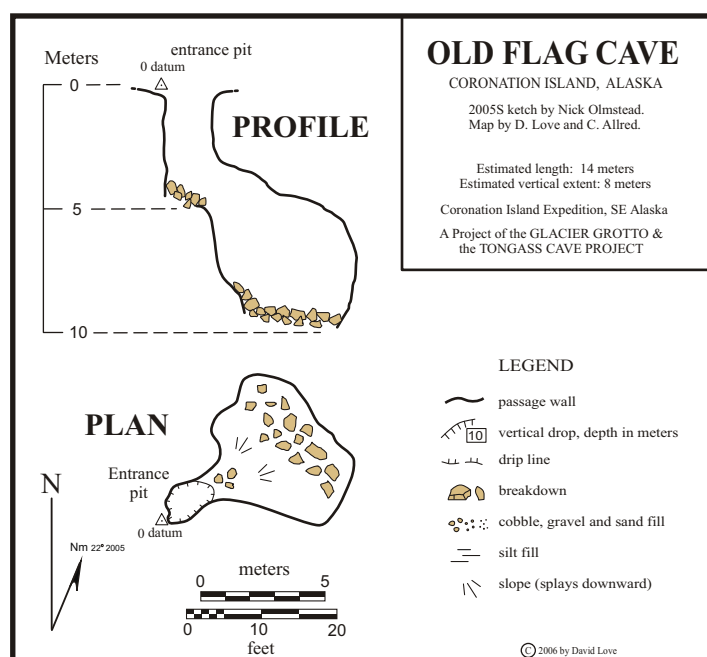 Meters
entrance pit
0 datum
0
PROFILE
5
10
OLD FLAG CAVE
CORONATION ISLAND, ALASKA
2005S ketch by Nick Olmstead.
Map by D. Love and C. Allred.
Estimated length: 14 meters
Estimated vertical extent: 8 meters
Coronation Island Expedition, SE Alaska
A Project of the GLACIER GROTTO &
the TONGASS CAVE PROJECT
PLAN
Entrance
pit
0 datum
N
Nm 22° 2005
meters
0 5
0 10 20
feet
LEGEND
passage wall
10 vertical drop, depth in meters
drip line
breakdown
cobble, gravel and sand fill
silt fill
slope (splays downward)
© 2006 by David Love